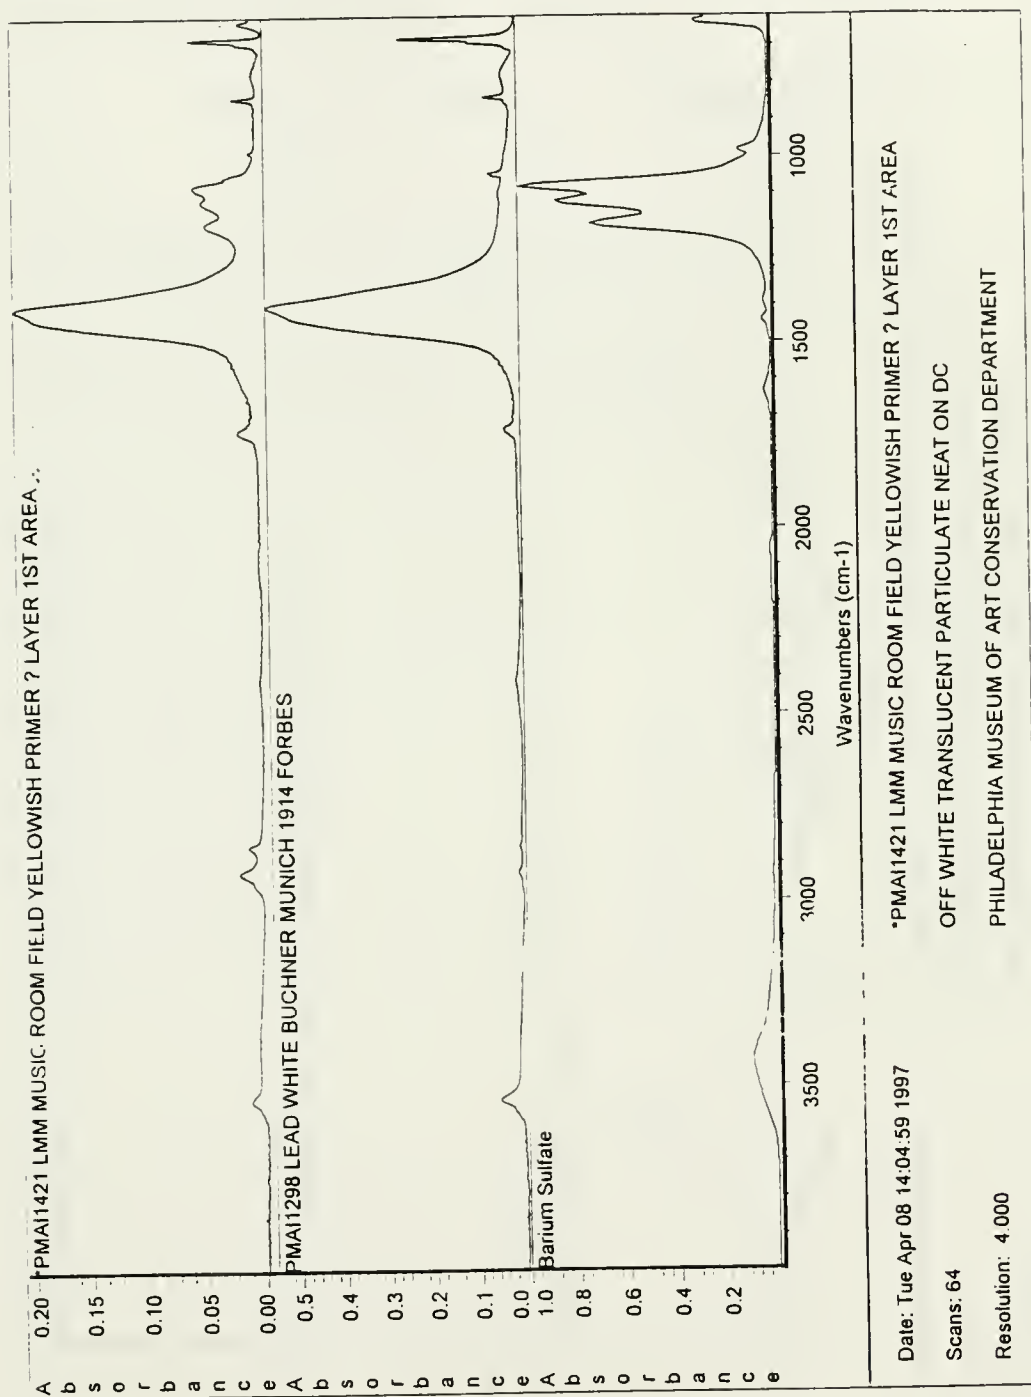 *PMAI1421 LMM MUSIC ROOM FIELD YELLOWISH PRIMER ? LAYER 1ST AREA
Absorbance
0.20
0.15
0.10
0.05
0.00
PMAI1298 LEAD WHITE BUCHNER MUNICH 1914 FORBES
Absorbance
0.5
0.4
0.3
0.2
0.1
0.0
Barium Sulfate
Absorbance
1.0
0.8
0.6
0.4
0.2
3500 3000 2500 2000 1500 1000
Wavenumbers (cm-1)
Date: Tue Apr 08 14:04:59 1997
*PMAI1421 LMM MUSIC ROOM FIELD YELLOWISH PRIMER ? LAYER 1ST AREA
Scans: 64
OFF WHITE TRANSLUCENT PARTICULATE NEAT ON DC
Resolution: 4.000
PHILADELPHIA MUSEUM OF ART CONSERVATION DEPARTMENT